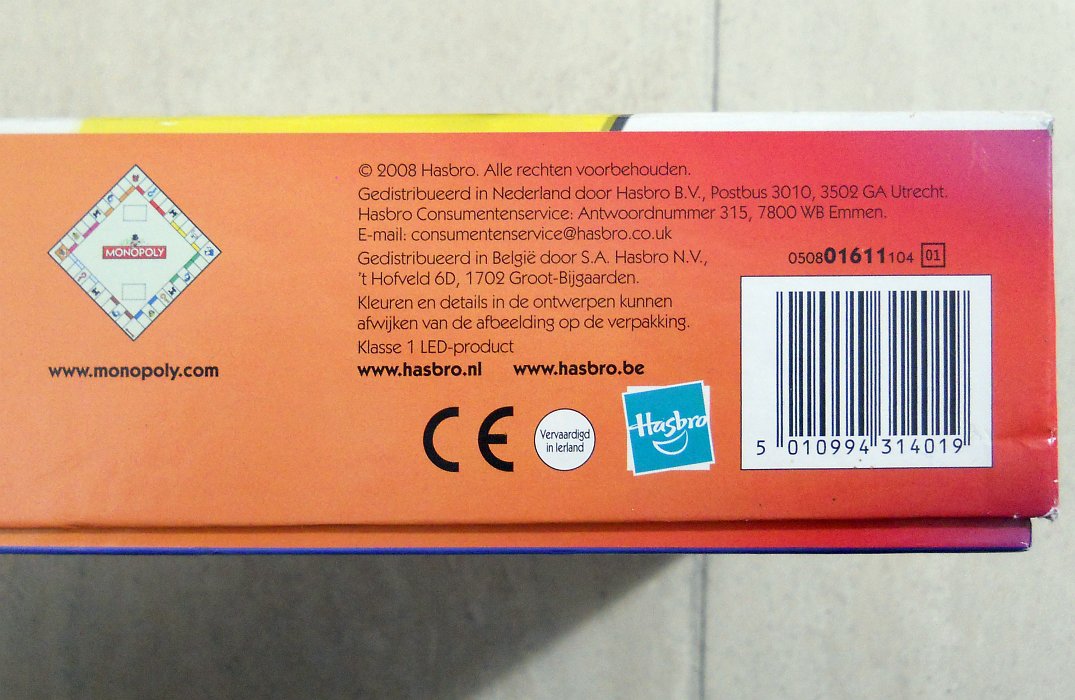 MONOPOLY
www.monopoly.com
© 2008 Hasbro. Alle rechten voorbehouden.
Gedistribueerd in Nederland door Hasbro B.V., Postbus 3010, 3502 GA Utrecht.
Hasbro Consumentenservice: Antwoordnummer 315, 7800 WB Emmen.
E-mail: consumentenservice@hasbro.co.uk
Gedistribueerd in België door S.A. Hasbro N.V.,
't Hofveld 6D, 1702 Groot-Bijgaarden.
Kleuren en details in de ontwerpen kunnen
afwijken van de afbeelding op de verpakking.
Klasse 1 LED-product
www.hasbro.nl www.hasbro.be
CE
Vervaardigd
in Ierland
Hasbro
050801611104 01
5 010994 314019